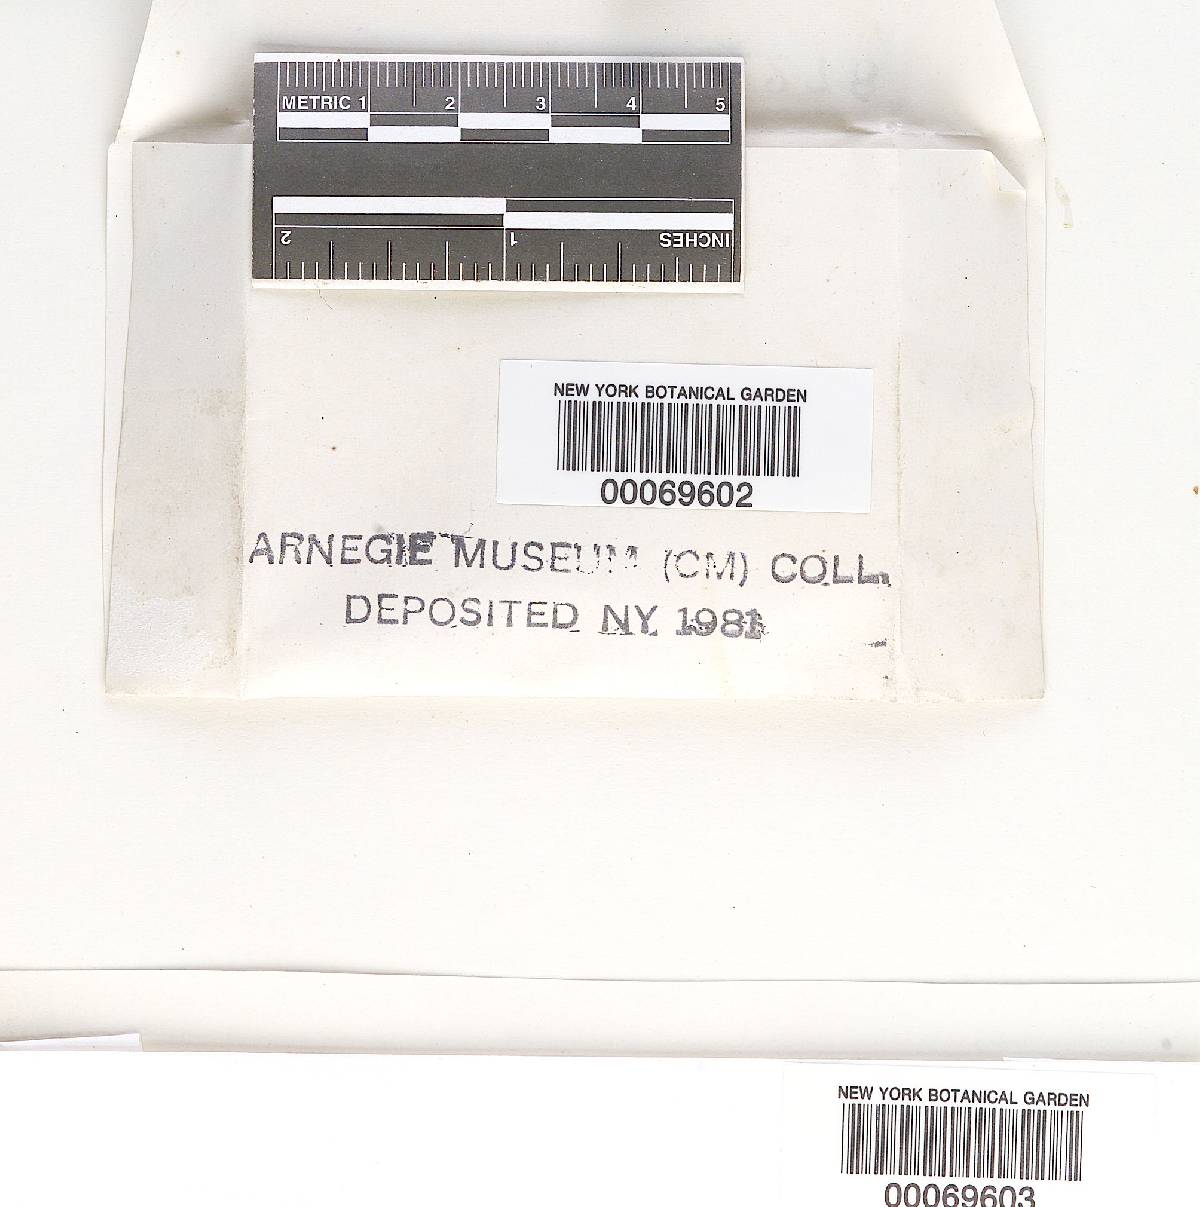 METRIC 1 2 3 4 5
2 1 INCHES
NEW YORK BOTANICAL GARDEN
00069602
ARNEGIE MUSEUM (CM) COLL.
DEPOSITED NY 1981
NEW YORK BOTANICAL GARDEN
00069603